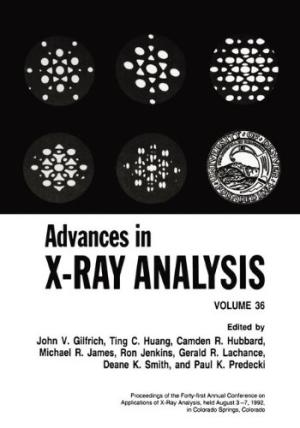 Advances in
X-RAY ANALYSIS
VOLUME 36
Edited by
John V. Gilfrich, Ting C. Huang, Camden R. Hubbard,
Michael R. James, Ron Jenkins, Gerald R. Lachance,
Deane K. Smith, and Paul K. Predecki
Proceedings of the Forty-first Annual Conference on
Applications of X-Ray Analysis, held August 3–7, 1992,
in Colorado Springs, Colorado